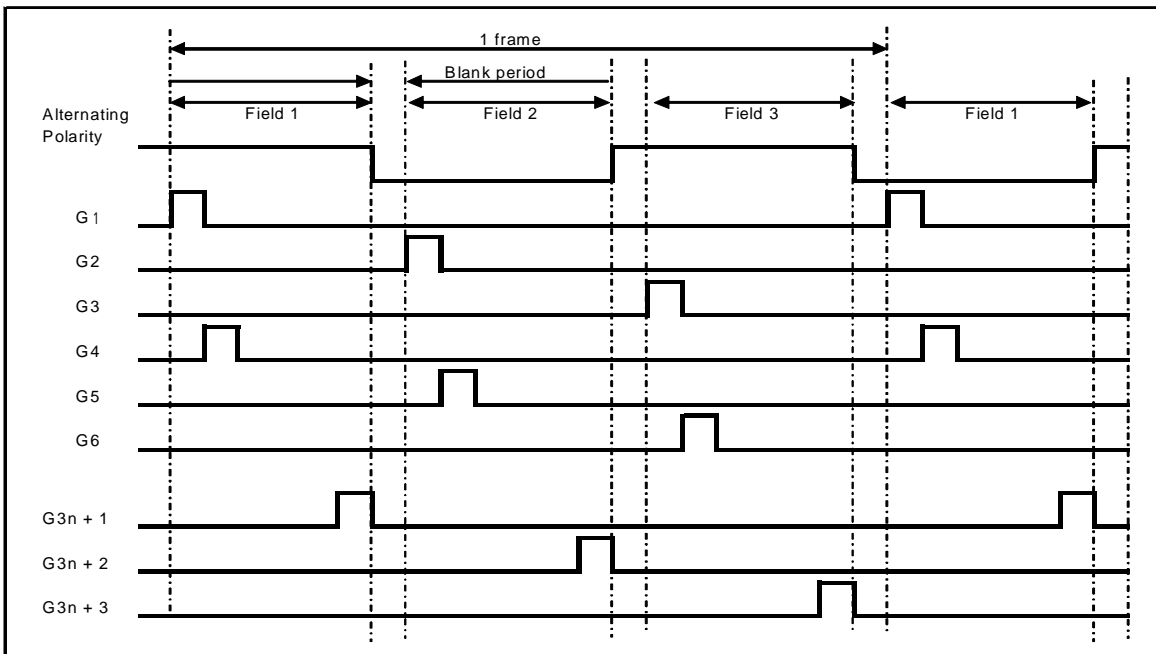 1 frame
Blank period
Field 1 Field 2 Field 3 Field 1
Alternating
Polarity
G1
G2
G3
G4
G5
G6
G3n + 1
G3n + 2
G3n + 3